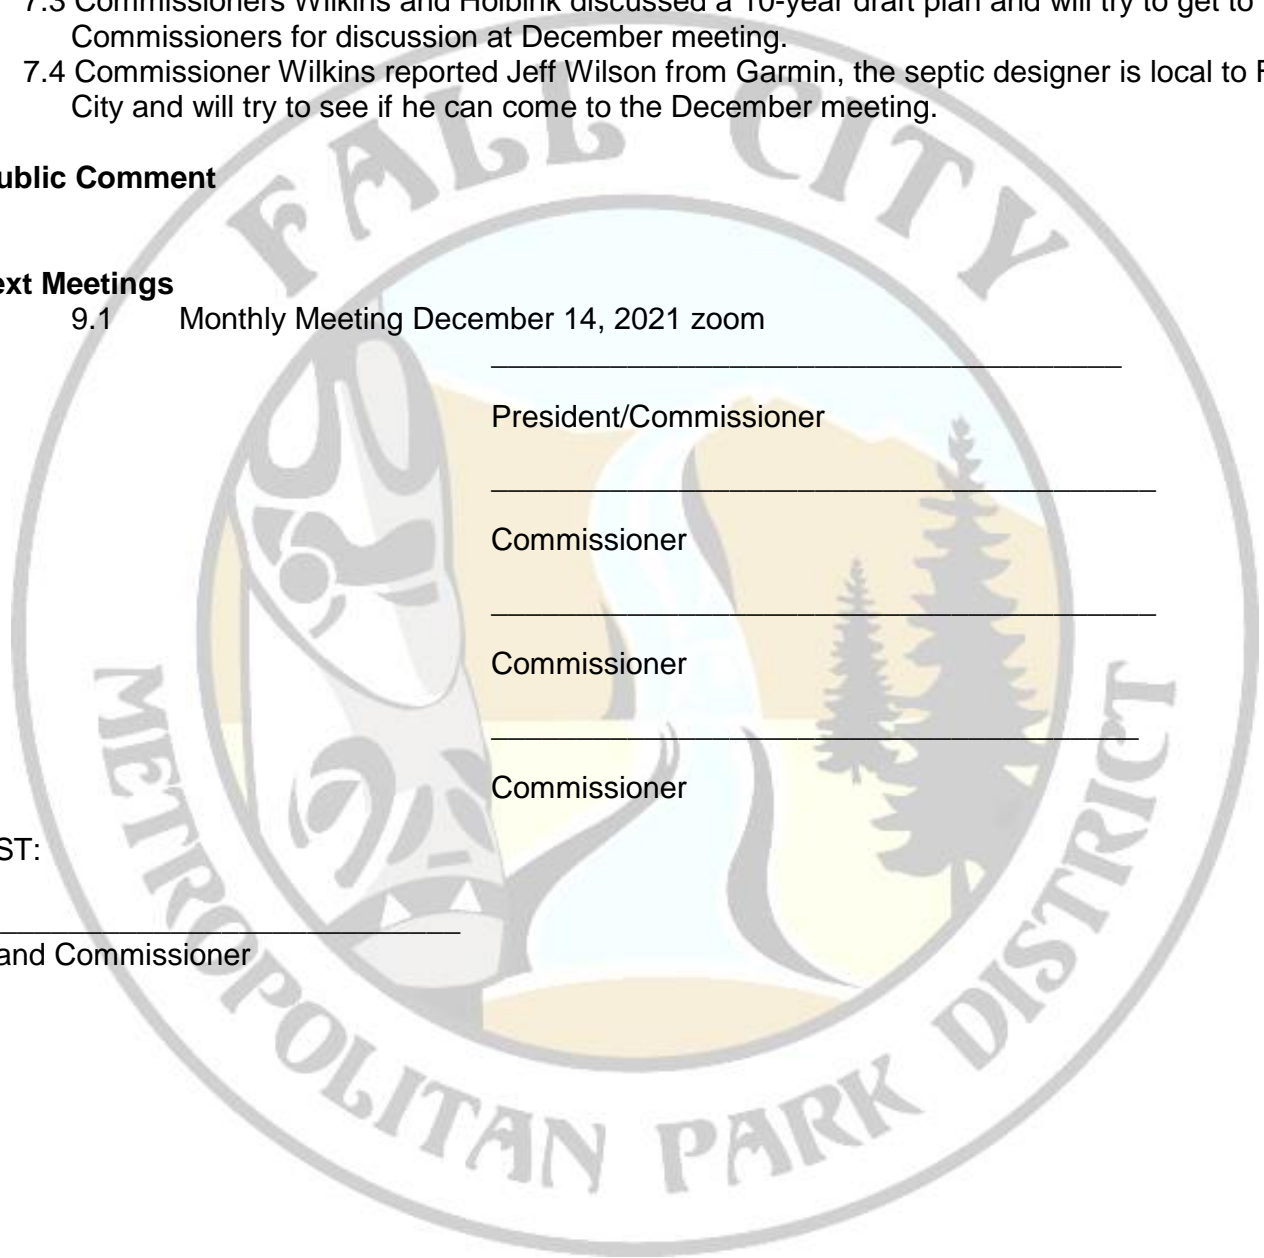 7.3 Commissioners Wilkins and Holbink discussed a 10-year draft plan and will try to get to
Commissioners for discussion at December meeting.
7.4 Commissioner Wilkins reported Jeff Wilson from Garmin, the septic designer is local to F
City and will try to see if he can come to the December meeting.
ublic Comment
ext Meetings
9.1 Monthly Meeting December 14, 2021 zoom
President/Commissioner
Commissioner
Commissioner
Commissioner
ST:
and Commissioner
FALL CITY
METROPOLITAN PARK DISTRICT